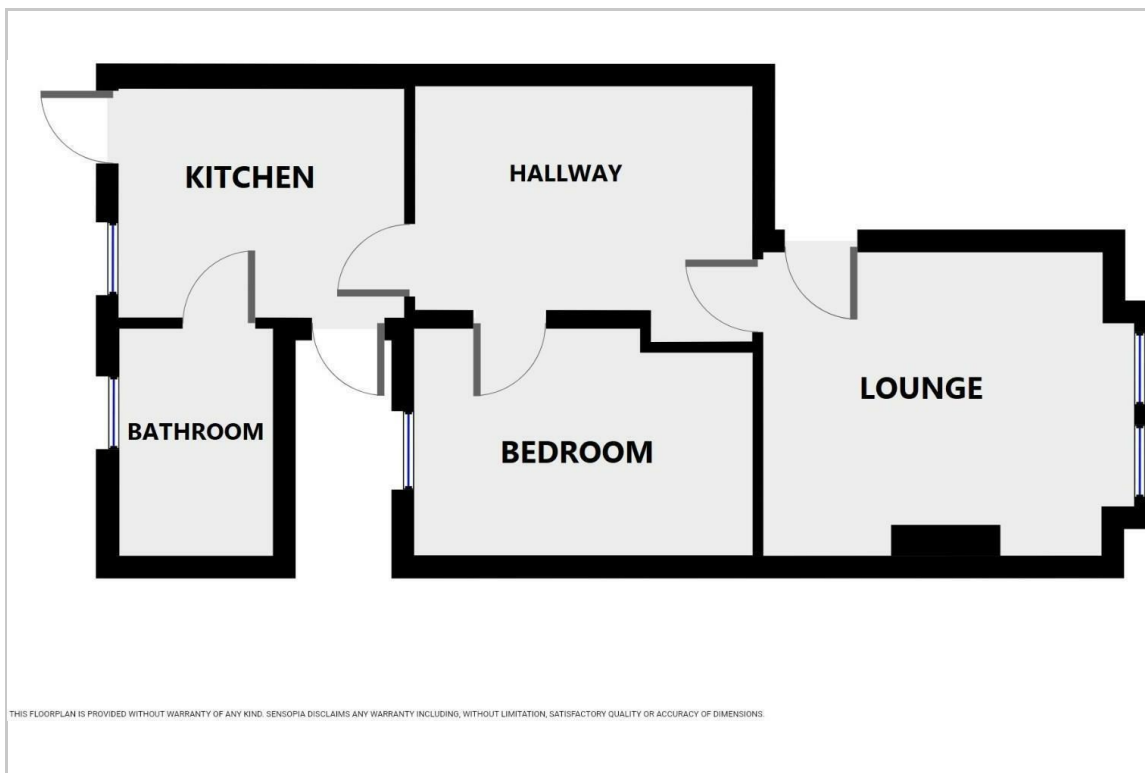 KITCHEN
HALLWAY
LOUNGE
BATHROOM
BEDROOM
THIS FLOORPLAN IS PROVIDED WITHOUT WARRANTY OF ANY KIND. SENSOPIA DISCLAIMS ANY WARRANTY INCLUDING, WITHOUT LIMITATION, SATISFACTORY QUALITY OR ACCURACY OF DIMENSIONS.